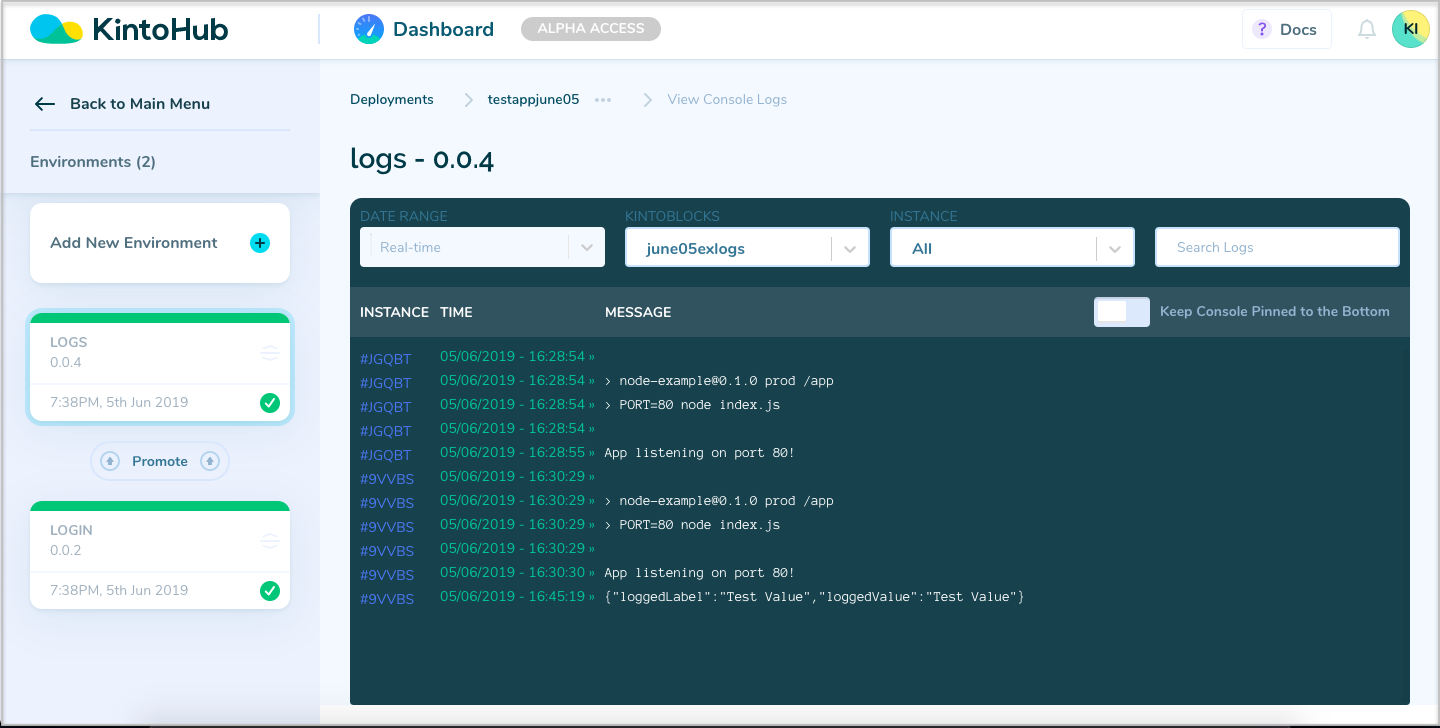 KintoHub
Dashboard
ALPHA ACCESS
? Docs
KI
Back to Main Menu
Environments (2)
Add New Environment
LOGS
0.0.4
7:38PM, 5th Jun 2019
Promote
LOGIN
0.0.2
7:38PM, 5th Jun 2019
Deployments > testappjune05 ••• > View Console Logs
logs - 0.0.4
DATE RANGE KINTOBLOCKS INSTANCE
Real-time june05exlogs All Search Logs
INSTANCE TIME MESSAGE Keep Console Pinned to the Bottom
#JGQBT 05/06/2019 - 16:28:54 »
#JGQBT 05/06/2019 - 16:28:54 » > node-example@0.1.0 prod /app
#JGQBT 05/06/2019 - 16:28:54 » > PORT=80 node index.js
#JGQBT 05/06/2019 - 16:28:54 »
#JGQBT 05/06/2019 - 16:28:55 » App listening on port 80!
#9VVBS 05/06/2019 - 16:30:29 »
#9VVBS 05/06/2019 - 16:30:29 » > node-example@0.1.0 prod /app
#9VVBS 05/06/2019 - 16:30:29 » > PORT=80 node index.js
#9VVBS 05/06/2019 - 16:30:29 »
#9VVBS 05/06/2019 - 16:30:30 » App listening on port 80!
#9VVBS 05/06/2019 - 16:45:19 » {"loggedLabel":"Test Value","loggedValue":"Test Value"}